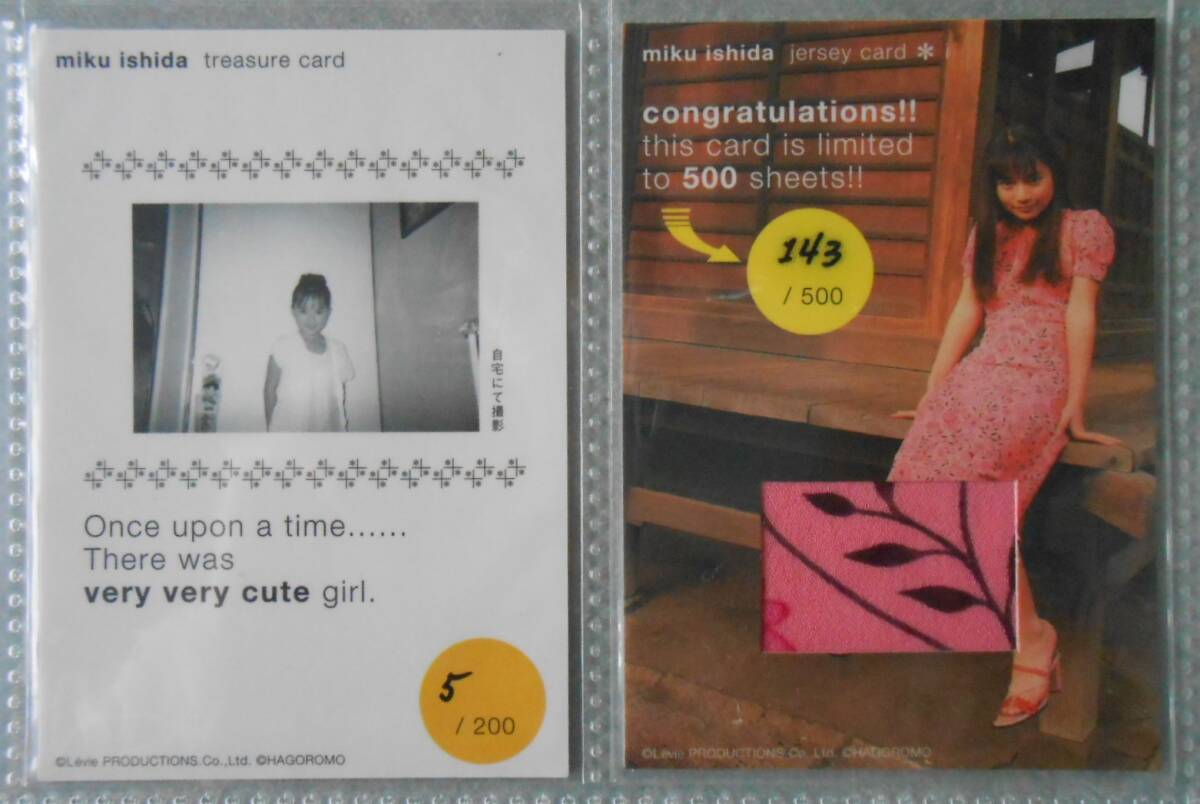 miku ishida treasure card
自宅にて撮影
Once upon a time......
There was
very very cute girl.
5
/ 200
©Lévie PRODUCTIONS.Co.,Ltd. ©HAGOROMO
miku ishida jersey card *
congratulations!!
this card is limited
to 500 sheets!!
143
/ 500
©Lévie PRODUCTIONS.Co., Ltd. ©HAGOROMO